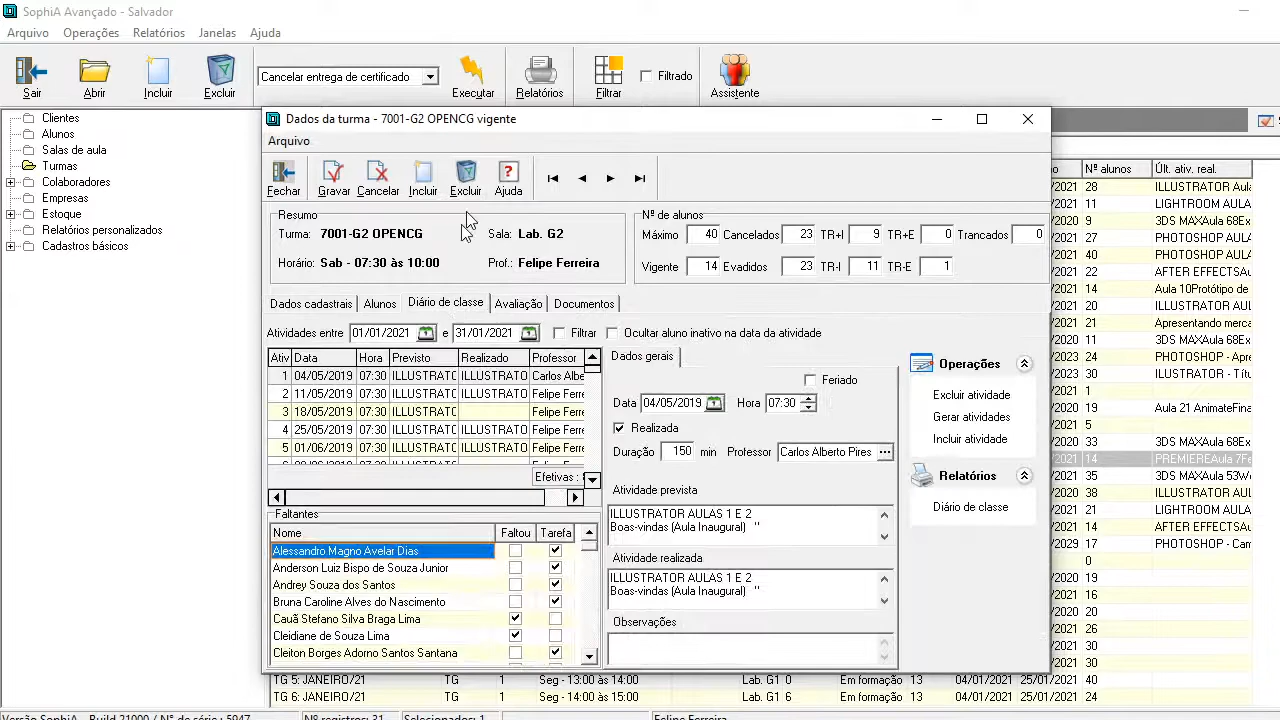 SophiA Avançado - Salvador
Arquivo Operações Relatórios Janelas Ajuda
Sair Abrir Incluir Excluir Cancelar entrega de certificado Executar Relatórios Filtrar Filtrado Assistente
Clientes
Alunos
Salas de aula
Turmas
Colaboradores
Empresas
Estoque
Relatórios personalizados
Cadastros básicos
Dados da turma - 7001-G2 OPENCG vigente
Arquivo
Fechar Gravar Cancelar Incluir Excluir Ajuda
Resumo
Turma: 7001-G2 OPENCG Sala: Lab. G2
Horário: Sab - 07:30 às 10:00 Prof.: Felipe Ferreira
Nº de alunos
Máximo 40 Cancelados 23 TR+I 9 TR+E 0 Trancados 0
Vigente 14 Evadidos 23 TR-I 11 TR-E 1
Dados cadastrais Alunos Diário de classe Avaliação Documentos
Atividades entre 01/01/2021 e 31/01/2021 Filtrar Ocultar aluno inativo na data da atividade
Ativ Data Hora Previsto Realizado Professor
1 04/05/2019 07:30 ILLUSTRATO ILLUSTRATO Carlos Albe
2 11/05/2019 07:30 ILLUSTRATO ILLUSTRATO Felipe Ferre
3 18/05/2019 07:30 ILLUSTRATO Felipe Ferre
4 25/05/2019 07:30 ILLUSTRATO ILLUSTRATO Felipe Ferre
5 01/06/2019 07:30 ILLUSTRATO ILLUSTRATO Felipe Ferre
Efetivas :
Faltantes
Nome Faltou Tarefa
Alessandro Magno Avelar Dias
Anderson Luiz Bispo de Souza Junior
Andrey Souza dos Santos
Bruna Caroline Alves do Nascimento
Cauã Stefano Silva Braga Lima
Cleidiane de Souza Lima
Cleiton Borges Adorno Santos Santana
Dados gerais
Feriado
Data 04/05/2019 Hora 07:30
Realizada
Duração 150 min Professor Carlos Alberto Pires ...
Atividade prevista
ILLUSTRATOR AULAS 1 E 2
Boas-vindas (Aula Inaugural) "
Atividade realizada
ILLUSTRATOR AULAS 1 E 2
Boas-vindas (Aula Inaugural) "
Observações
Operações
Excluir atividade
Gerar atividades
Incluir atividade
Relatórios
Diário de classe
o Nº alunos Últ. ativ. real.
/2021 28 ILLUSTRATOR Aula
/2021 11 LIGHTROOM AULA
/2021 9 3DS MAXAula 68Ex
/2021 27 PHOTOSHOP AULA
/2021 40 PHOTOSHOP AULA
/2021 22 AFTER EFFECTSAu
/2021 14 Aula 10Protótipo de
/2020 20 ILLUSTRATOR AULA
/2021 21 Apresentando merca
/2023 24 PHOTOSHOP - Apre
/2023 30 ILLUSTRATOR - Títu
/2021 1
/2020 19 Aula 21 AnimateFina
/2021 5
/2020 33 3DS MAXAula 68Ex
/2021 14 PREMIEREAula 7Fe
/2021 35 3DS MAXAula 53W
/2020 38 ILLUSTRATOR AULA
/2021 21 LIGHTROOM AULA
/2021 14 AFTER EFFECTSAu
/2029 17 PHOTOSHOP - Cam
/2021 0
/2020 19
/2021 16
/2021 20
/2021 26
/2021 30
/2021 30
TG 5: JANEIRO/21 TG 1 Seg - 13:00 às 14:00 Lab. G1 0 Em formação 13 04/01/2021 25/01/2021 40
TG 6: JANEIRO/21 TG 1 Seg - 14:00 às 15:00 Lab. G1 6 Em formação 13 04/01/2021 25/01/2021 24
Versão SophiA - Build 21000 / N° de série : 5947 Nº registros: 31 Selecionados: 1 Felipe Ferreira